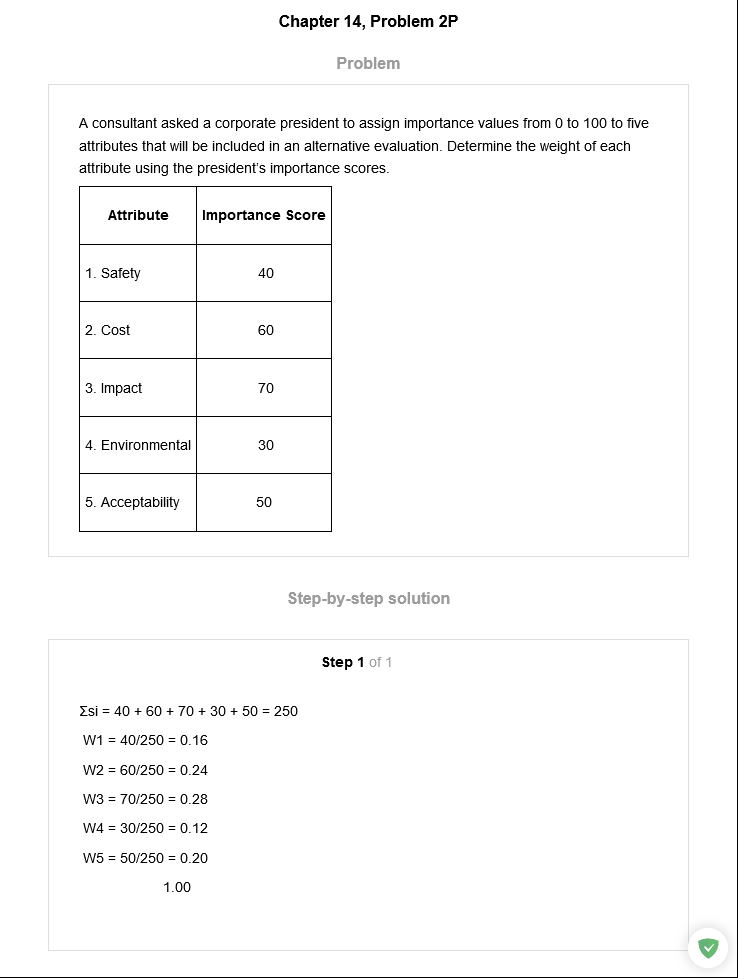 Chapter 14, Problem 2P
Problem
A consultant asked a corporate president to assign importance values from 0 to 100 to five
attributes that will be included in an alternative evaluation. Determine the weight of each
attribute using the president's importance scores.
Attribute Importance Score
1. Safety 40
2. Cost 60
3. Impact 70
4. Environmental 30
5. Acceptability 50
Step-by-step solution
Step 1 of 1
Σsi = 40 + 60 + 70 + 30 + 50 = 250
W1 = 40/250 = 0.16
W2 = 60/250 = 0.24
W3 = 70/250 = 0.28
W4 = 30/250 = 0.12
W5 = 50/250 = 0.20
1.00